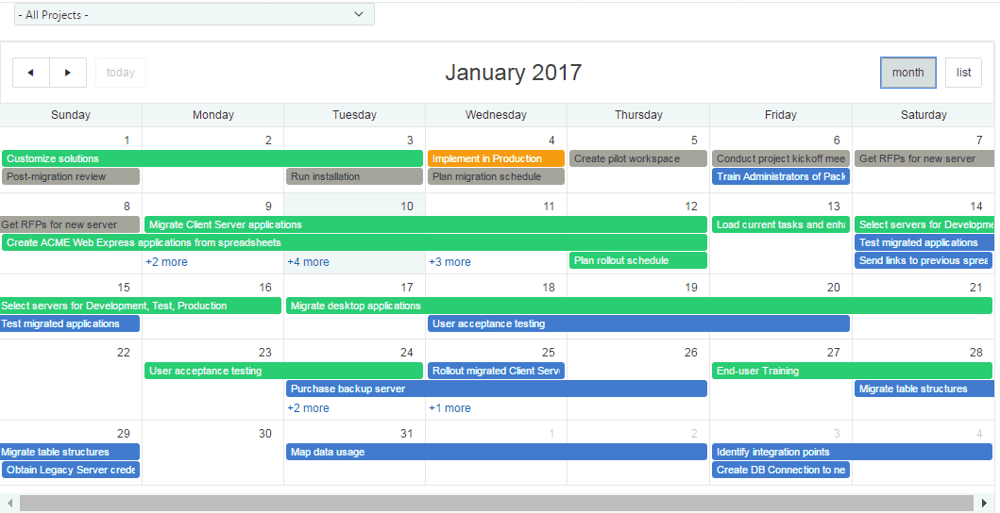 - All Projects -
today
January 2017
month
list
Sunday Monday Tuesday Wednesday Thursday Friday Saturday
1 2 3 4 5 6 7
Customize solutions Implement in Production Create pilot workspace Conduct project kickoff mee Get RFPs for new server
Post-migration review Run installation Plan migration schedule Train Administrators of Pack
8 9 10 11 12 13 14
Get RFPs for new server Migrate Client Server applications Load current tasks and enha Select servers for Developme
Create ACME Web Express applications from spreadsheets Test migrated applications
+2 more +4 more +3 more Plan rollout schedule Send links to previous sprea
15 16 17 18 19 20 21
Select servers for Development, Test, Production Migrate desktop applications
Test migrated applications User acceptance testing
22 23 24 25 26 27 28
User acceptance testing Rollout migrated Client Serv End-user Training
Purchase backup server Migrate table structures
+2 more +1 more
29 30 31 1 2 3 4
Migrate table structures Map data usage Identify integration points
Obtain Legacy Server crede Create DB Connection to ne